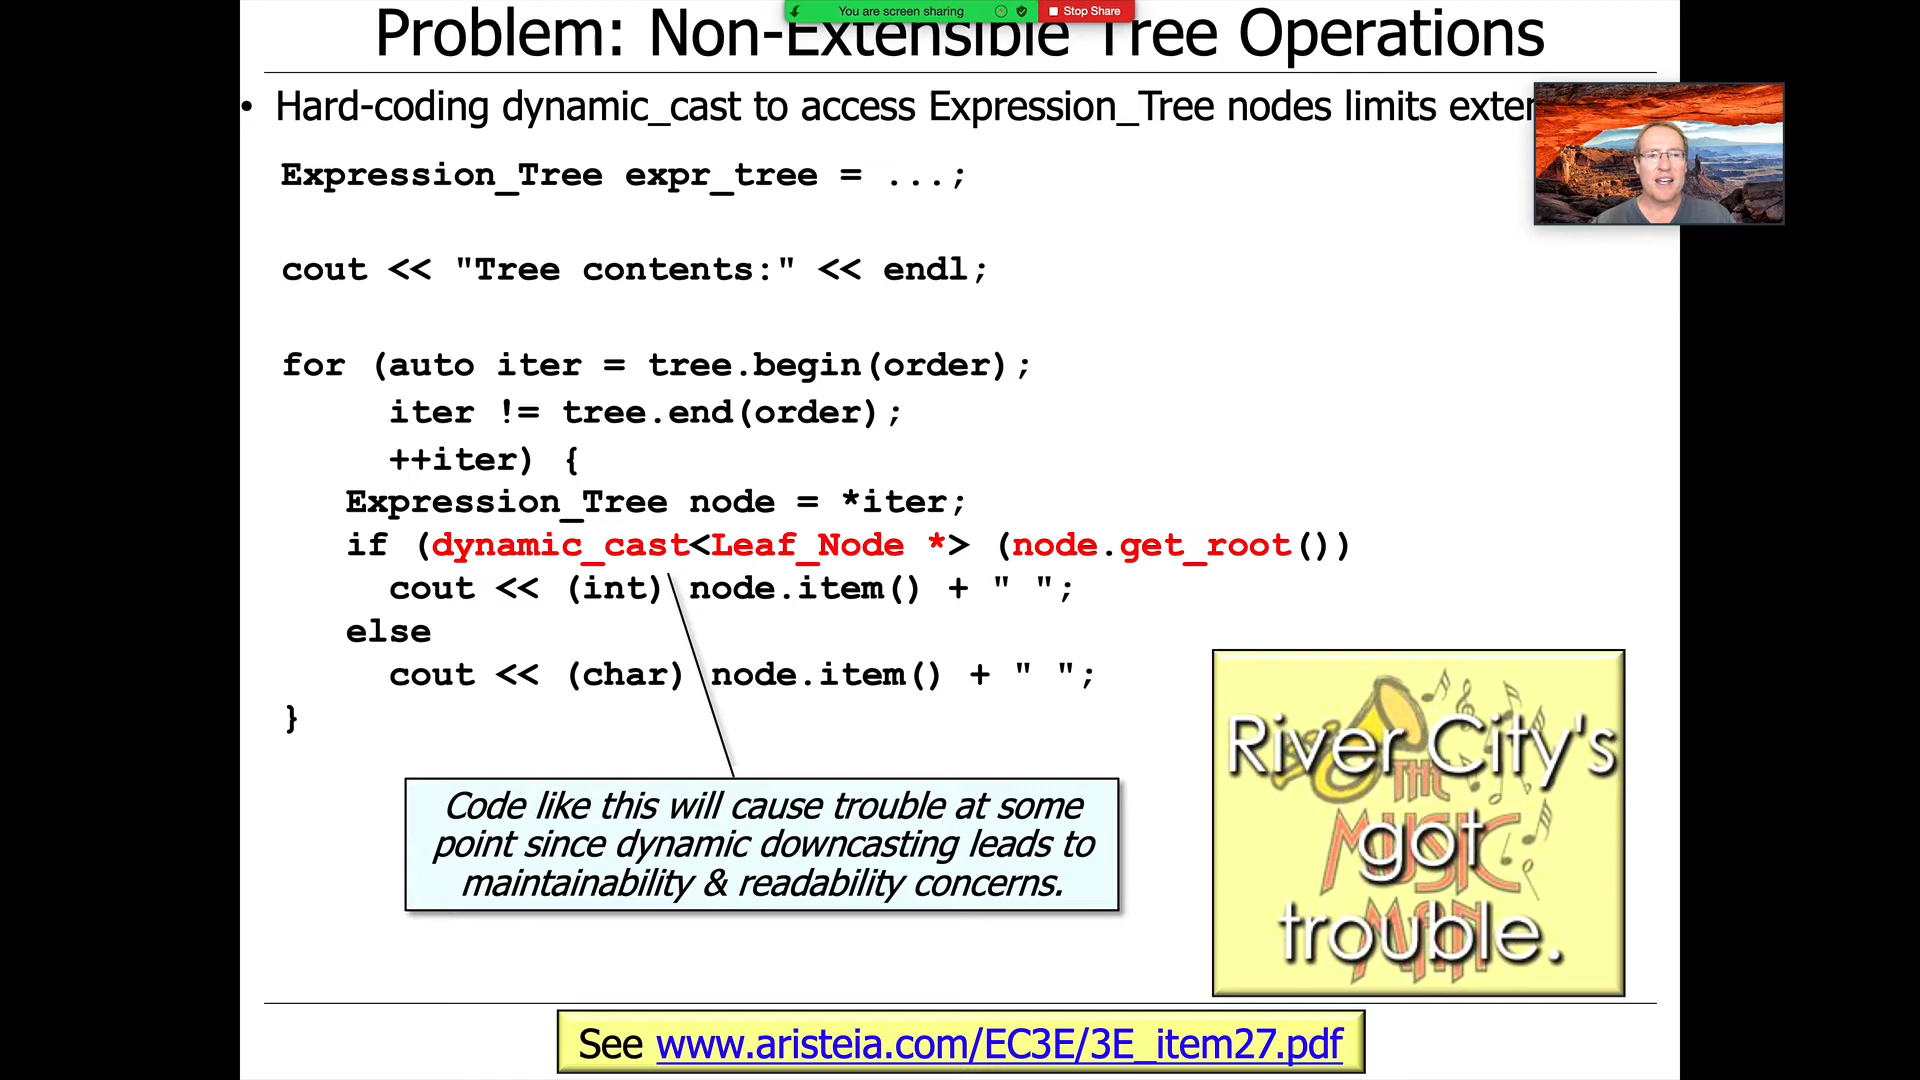 You are screen sharing
Stop Share
Problem: Non-Extensible Tree Operations
• Hard-coding dynamic_cast to access Expression_Tree nodes limits exter
Expression_Tree expr_tree = ...;
cout << "Tree contents:" << endl;
for (auto iter = tree.begin(order);
iter != tree.end(order);
++iter) {
Expression_Tree node = *iter;
if (dynamic_cast<Leaf_Node *> (node.get_root())
cout << (int) node.item() + " ";
else
cout << (char) node.item() + " ";
}
Code like this will cause trouble at some
point since dynamic downcasting leads to
maintainability & readability concerns.
River City's
THE
MUSIC
got
MAN
trouble.
See www.aristeia.com/EC3E/3E_item27.pdf